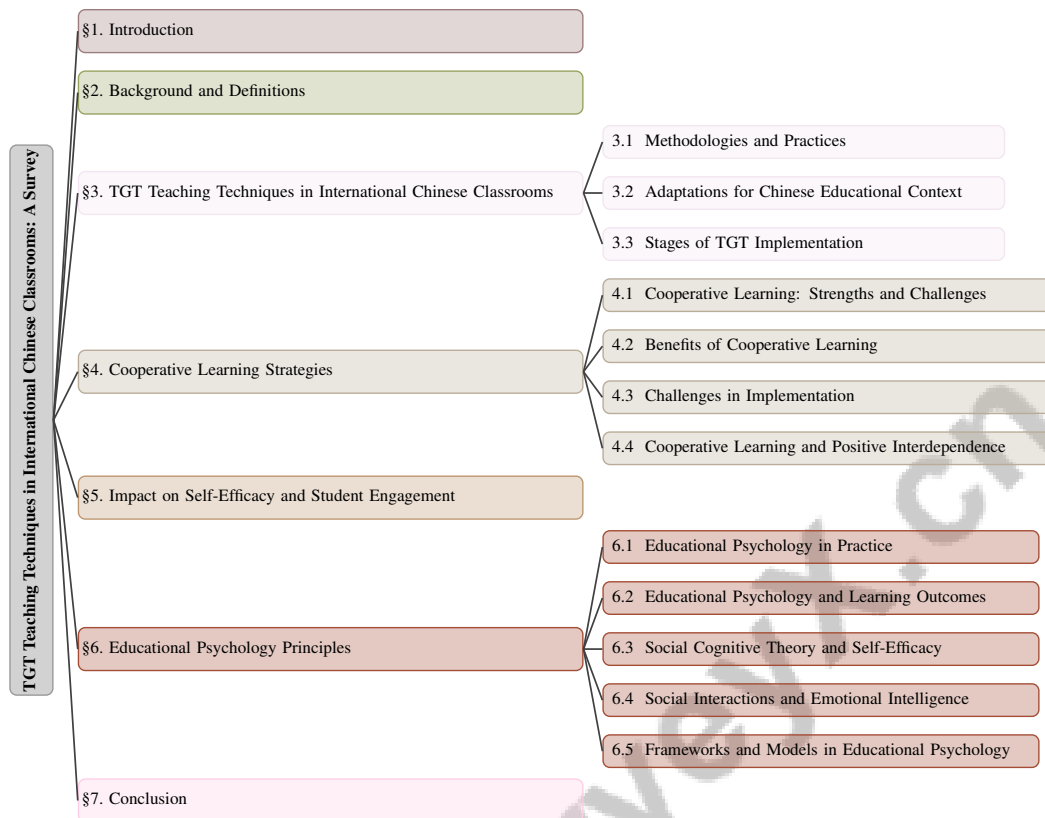 TGT Teaching Techniques in International Chinese Classrooms: A Survey
§1. Introduction
§2. Background and Definitions
§3. TGT Teaching Techniques in International Chinese Classrooms
3.1 Methodologies and Practices
3.2 Adaptations for Chinese Educational Context
3.3 Stages of TGT Implementation
§4. Cooperative Learning Strategies
4.1 Cooperative Learning: Strengths and Challenges
4.2 Benefits of Cooperative Learning
4.3 Challenges in Implementation
4.4 Cooperative Learning and Positive Interdependence
§5. Impact on Self-Efficacy and Student Engagement
§6. Educational Psychology Principles
6.1 Educational Psychology in Practice
6.2 Educational Psychology and Learning Outcomes
6.3 Social Cognitive Theory and Self-Efficacy
6.4 Social Interactions and Emotional Intelligence
6.5 Frameworks and Models in Educational Psychology
§7. Conclusion
veyx.cn